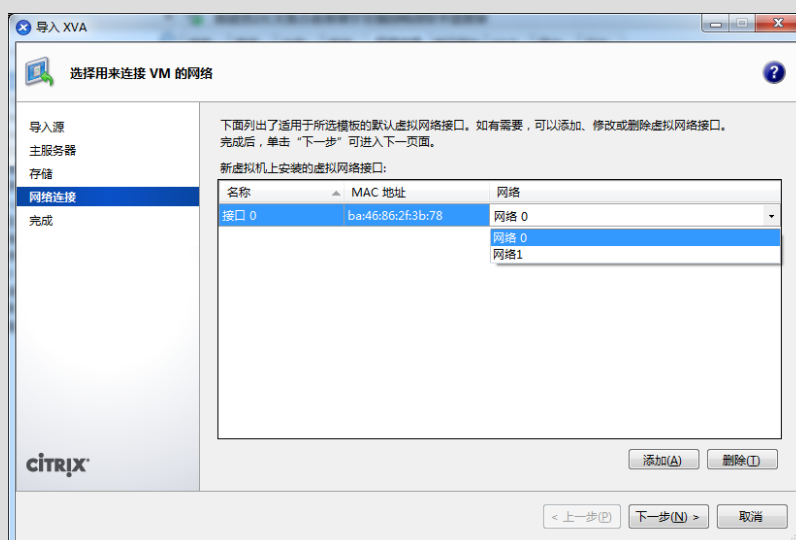 导入 XVA
选择用来连接 VM 的网络
导入源
主服务器
存储
网络连接
完成
下面列出了适用于所选模板的默认虚拟网络接口。如有需要，可以添加、修改或删除虚拟网络接口。
完成后，单击“下一步”可进入下一页面。
新虚拟机上安装的虚拟网络接口:
名称 MAC 地址 网络
接口 0 ba:46:86:2f:3b:78 网络 0
网络 0
网络1
添加(A) 删除(T)
CITRIX
< 上一步(P) 下一步(N) > 取消